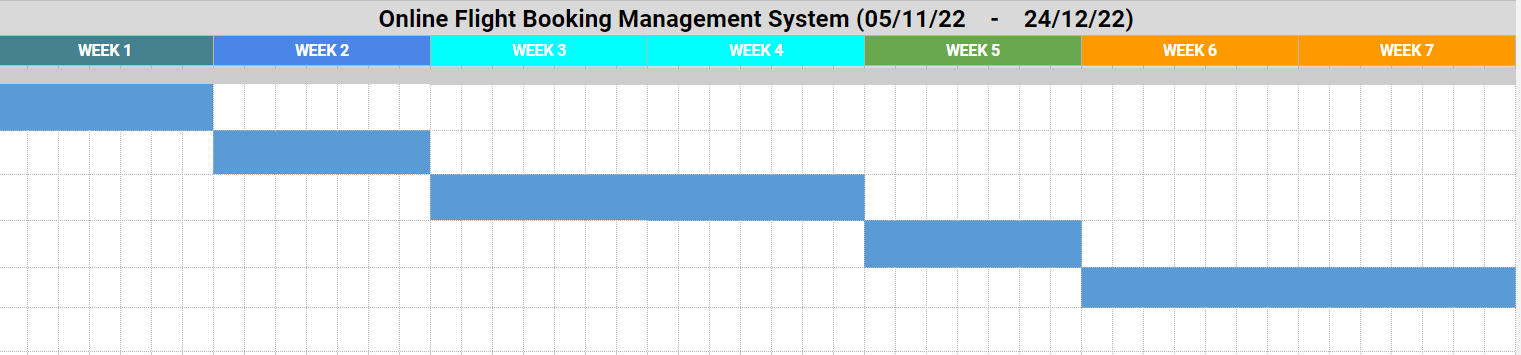 Online Flight Booking Management System (05/11/22 - 24/12/22)
WEEK 1 WEEK 2 WEEK 3 WEEK 4 WEEK 5 WEEK 6 WEEK 7